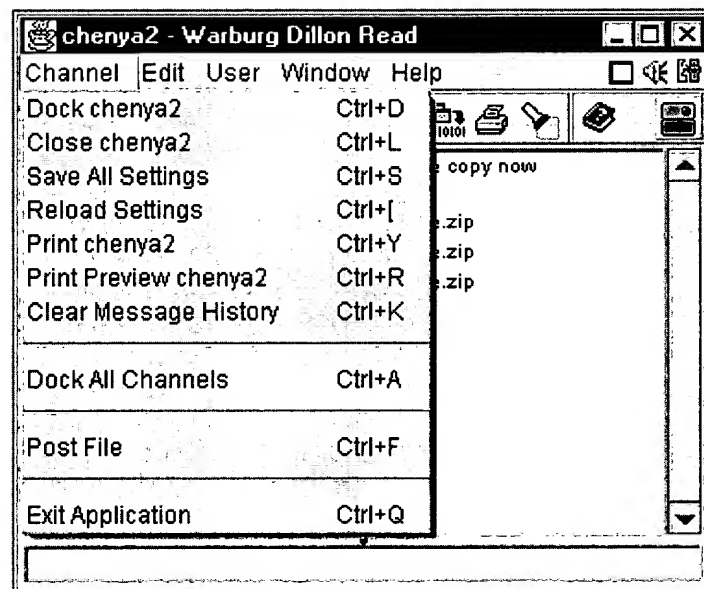 chenya2 - Warburg Dillon Read
Channel Edit User Window Help
Dock chenya2 Ctrl+D
Close chenya2 Ctrl+L
Save All Settings Ctrl+S
Reload Settings Ctrl+[
Print chenya2 Ctrl+Y
Print Preview chenya2 Ctrl+R
Clear Message History Ctrl+K
Dock All Channels Ctrl+A
Post File Ctrl+F
Exit Application Ctrl+Q
10101
copy now
.zip
.zip
.zip